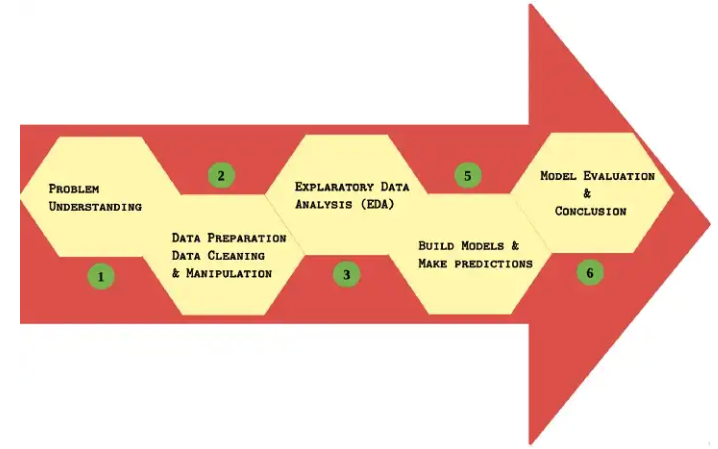 Problem
Understanding
1
2
Data Preparation
Data Cleaning
& Manipulation
Explaratory Data
Analysis (EDA)
3
5
Build Models &
Make predictions
Model Evaluation
&
Conclusion
6